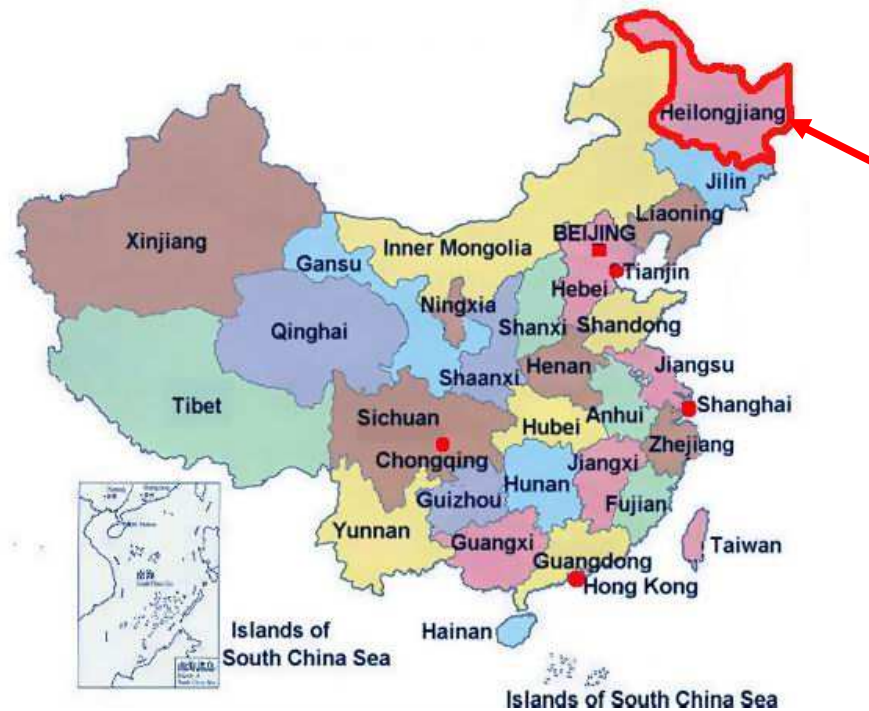 Heilongjiang
Jilin
Liaoning
Xinjiang
Inner Mongolia
BEIJING
Gansu
Tianjin
Hebei
Ningxia
Qinghai
Shanxi
Shandong
Henan
Jiangsu
Shaanxi
Tibet
Sichuan
Anhui
Shanghai
Hubei
Zhejiang
Chongqing
Jiangxi
Hunan
Guizhou
Fujian
Yunnan
Guangxi
Guangdong
Taiwan
Hong Kong
Hainan
Islands of
South China Sea
Islands of South China Sea